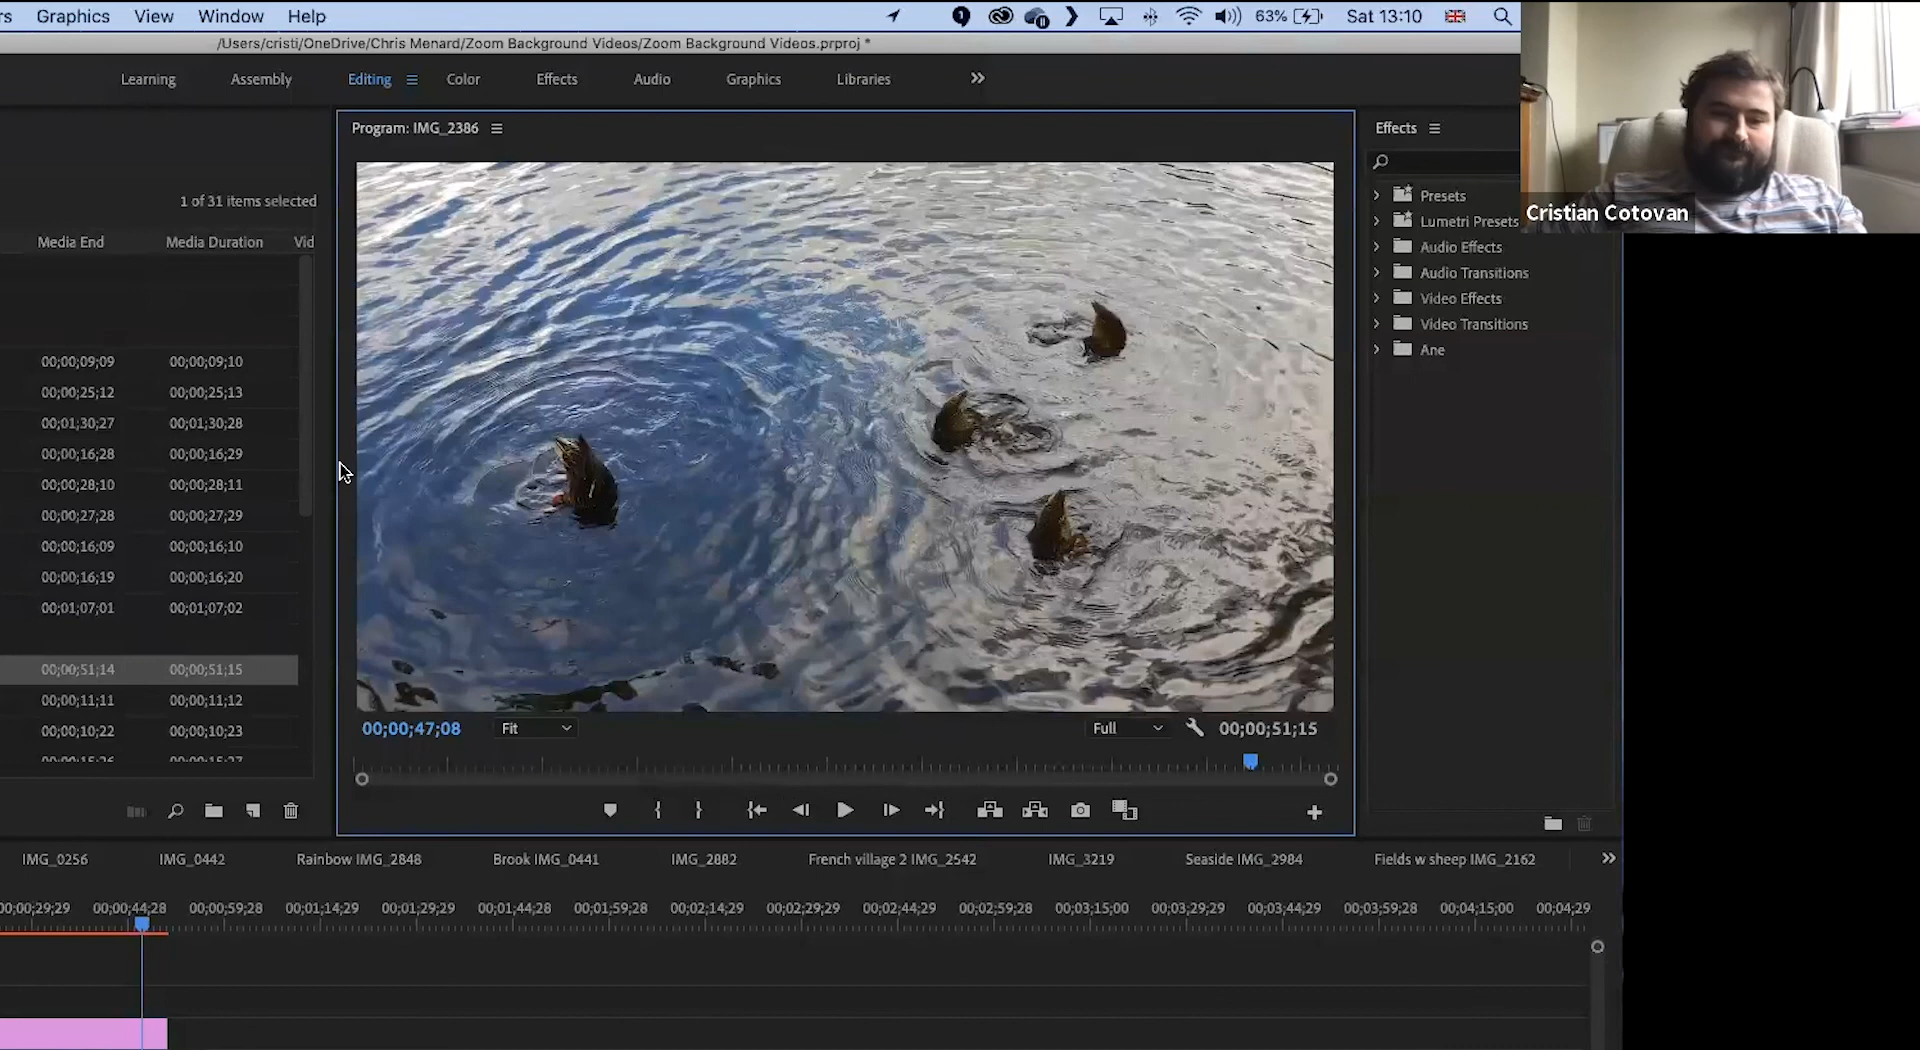 Graphics View Window Help 63% Sat 13:10
/Users/cristi/OneDrive/Chris Menard/Zoom Background Videos/Zoom Background Videos.prproj *
Learning Assembly Editing Color Effects Audio Graphics Libraries
Program: IMG_2386
Effects
1 of 31 items selected
Presets
Cristian Cotovan
Lumetri Presets
Media End Media Duration Vid
Audio Effects
Audio Transitions
Video Effects
Video Transitions
Ane
00;00;09;09 00;00;09;10
00;00;25;12 00;00;25;13
00;01;30;27 00;01;30;28
00;00;16;28 00;00;16;29
00;00;28;10 00;00;28;11
00;00;27;28 00;00;27;29
00;00;16;09 00;00;16;10
00;00;16;19 00;00;16;20
00;01;07;01 00;01;07;02
00;00;51;14 00;00;51;15
00;00;11;11 00;00;11;12
00;00;10;22 00;00;10;23
00;00;47;08 Fit Full 00;00;51;15
IMG_0256 IMG_0442 Rainbow IMG_2848 Brook IMG_0441 IMG_2882 French village 2 IMG_2542 IMG_3219 Seaside IMG_2984 Fields w sheep IMG_2162
00;00;29;29 00;00;44;28 00;00;59;28 00;01;14;29 00;01;29;29 00;01;44;28 00;01;59;28 00;02;14;29 00;02;29;29 00;02;44;29 00;02;59;28 00;03;15;00 00;03;29;29 00;03;44;29 00;03;59;28 00;04;15;00 00;04;29